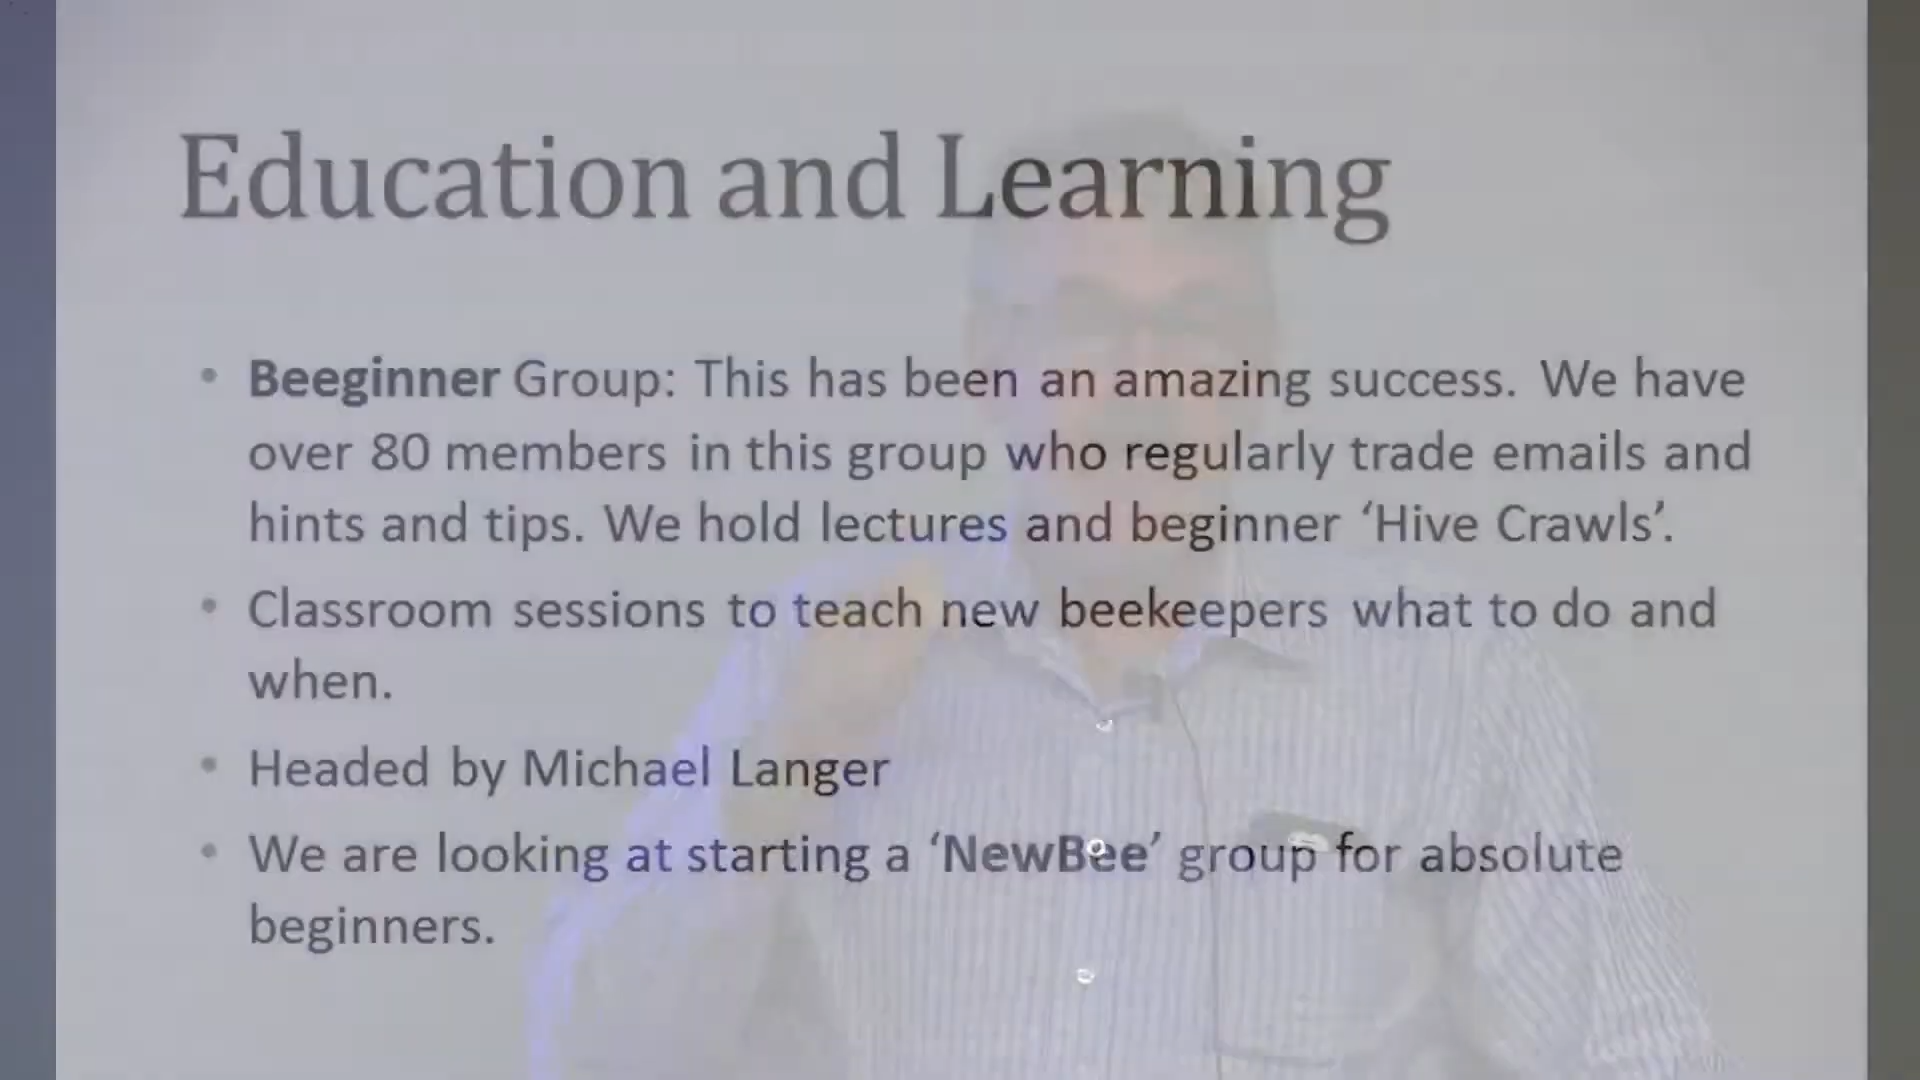 Education and Learning
• Beeginner Group: This has been an amazing success. We have
over 80 members in this group who regularly trade emails and
hints and tips. We hold lectures and beginner ‘Hive Crawls’.
• Classroom sessions to teach new beekeepers what to do and
when.
• Headed by Michael Langer
• We are looking at starting a ‘NewBee’ group for absolute
beginners.